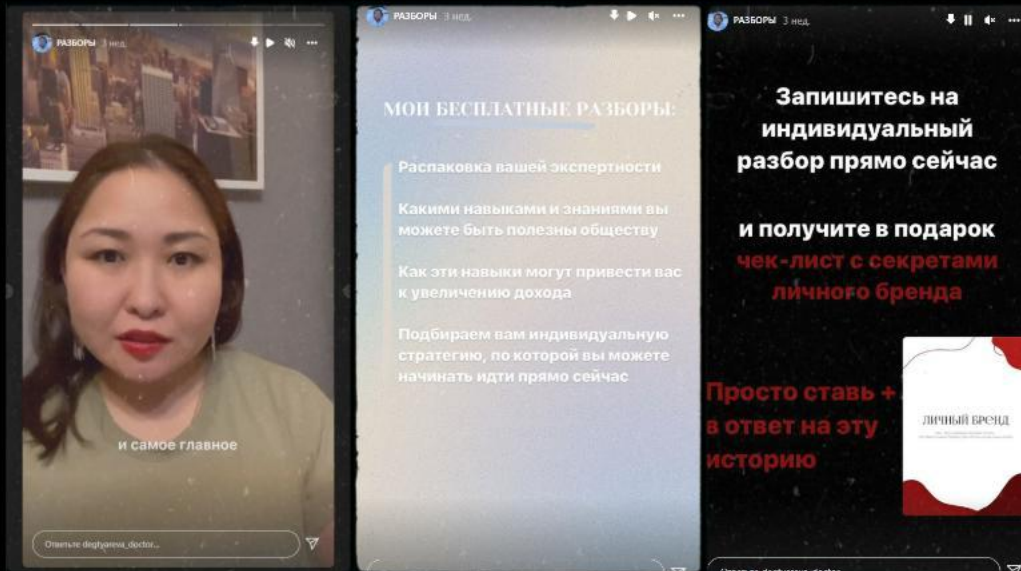 РАЗБОРЫ 3 нед.
и самое главное
Ответьте degtyareva_doctor...
РАЗБОРЫ 3 нед.
МОИ БЕСПЛАТНЫЕ РАЗБОРЫ:
Распаковка вашей экспертности
Какими навыками и знаниями вы
можете быть полезны обществу
Как эти навыки могут привести вас
к увеличению дохода
Подбираем вам индивидуальную
стратегию, по которой вы можете
начинать идти прямо сейчас
РАЗБОРЫ 3 нед.
Запишитесь на
индивидуальный
разбор прямо сейчас
и получите в подарок
чек-лист с секретами
личного бренда
Просто ставь +
в ответ на эту
историю
ЛИЧНЫЙ БРЕНД
Ответьте degtyareva_doctor...